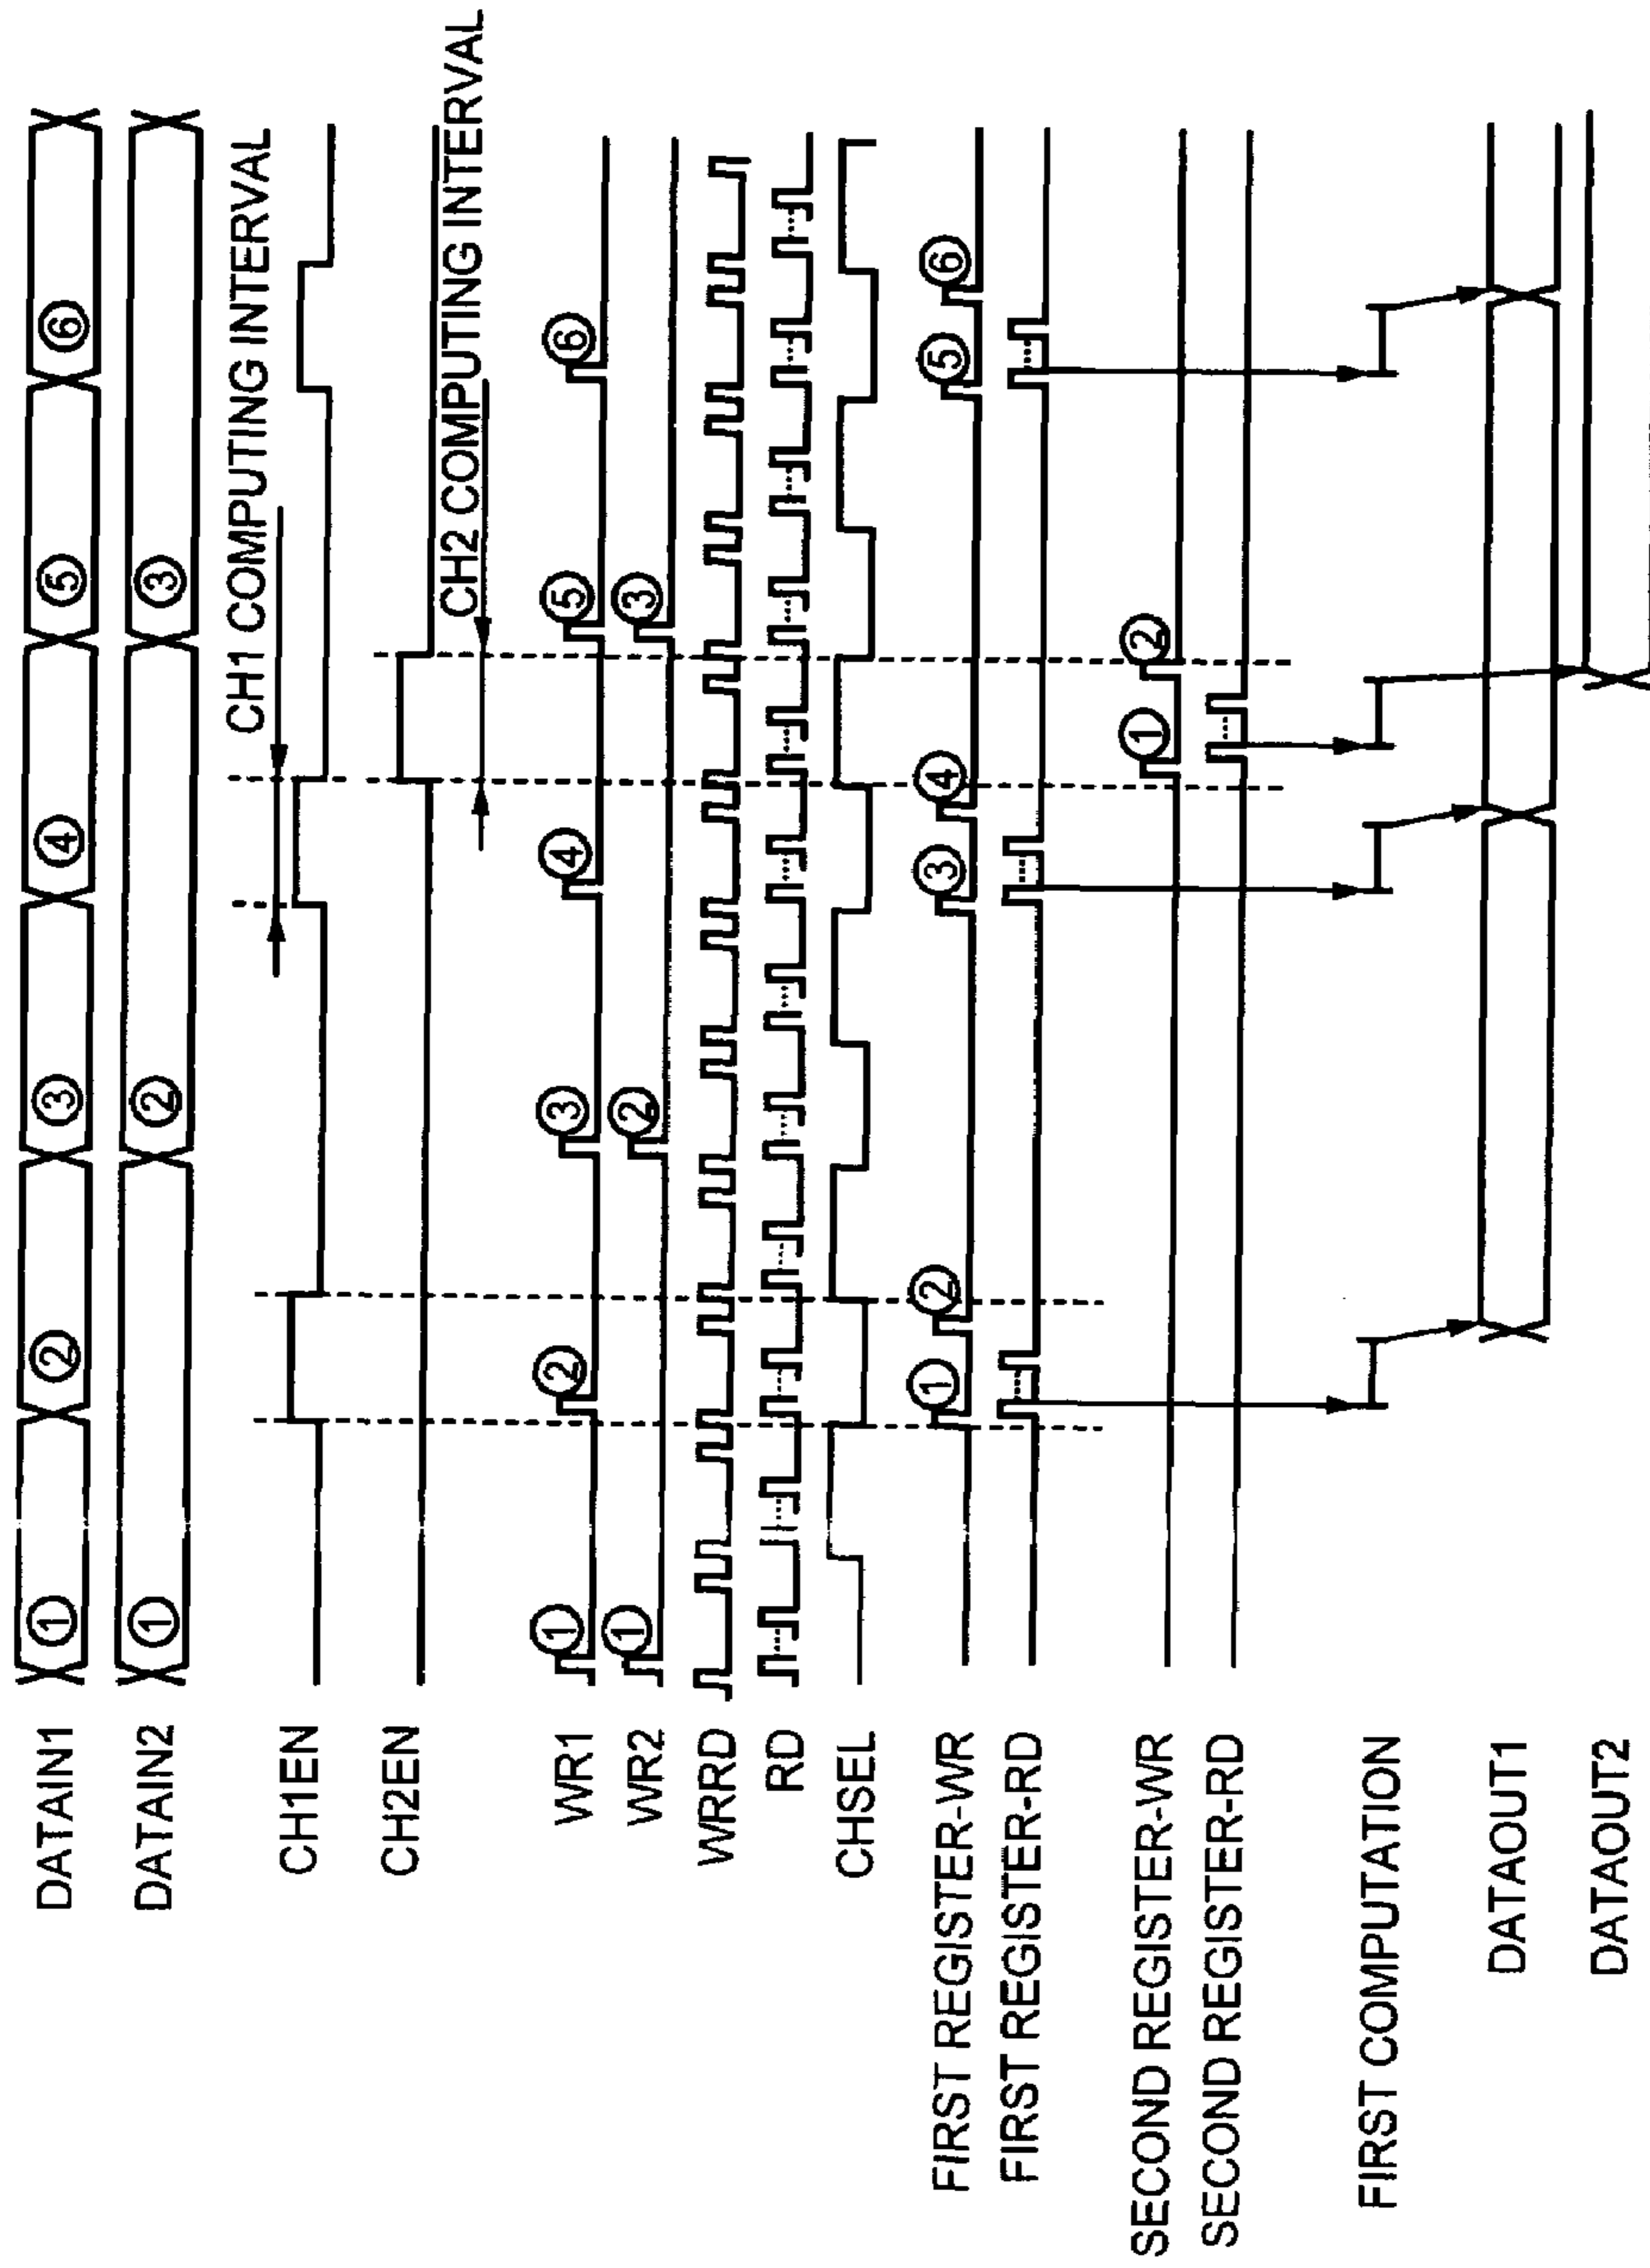 DATAIN1 ① ② ③ ④ ⑤ ⑥
DATAIN2 ① ② ③
CH1 COMPUTING INTERVAL
CH1EN
CH2EN
CH2 COMPUTING INTERVAL
WR1 ① ② ③ ④ ⑤ ⑥
WR2 ① ② ③
WRRD
RD
CHSEL
FIRST REGISTER-WR ① ② ③ ④ ⑤ ⑥
FIRST REGISTER-RD
SECOND REGISTER-WR ① ②
SECOND REGISTER-RD
FIRST COMPUTATION
DATAOUT1
DATAOUT2